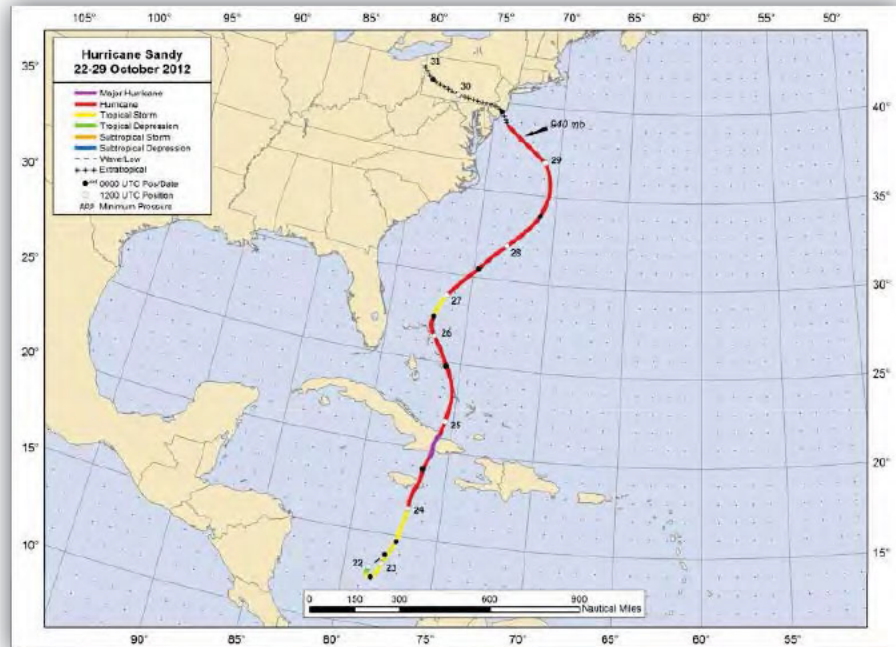 100° 95° 90° 85° 80° 75° 70° 65° 60° 55° 50°
Hurricane Sandy
22-29 October 2012
Major Hurricane
Hurricane
Tropical Storm
Tropical Depression
Subtropical Storm
Subtropical Depression
Wave/Low
Extratropical
0000 UTC Pos/Date
1200 UTC Position
PPP Minimum Pressure
35°
30°
25°
20°
15°
10°
40°
35°
30°
25°
20°
15°
10°
31
30
940 mb
29
28
27
26
25
24
23
22
0 150 300 600 900
Nautical Miles
90° 85° 80° 75° 70° 65° 60° 55°